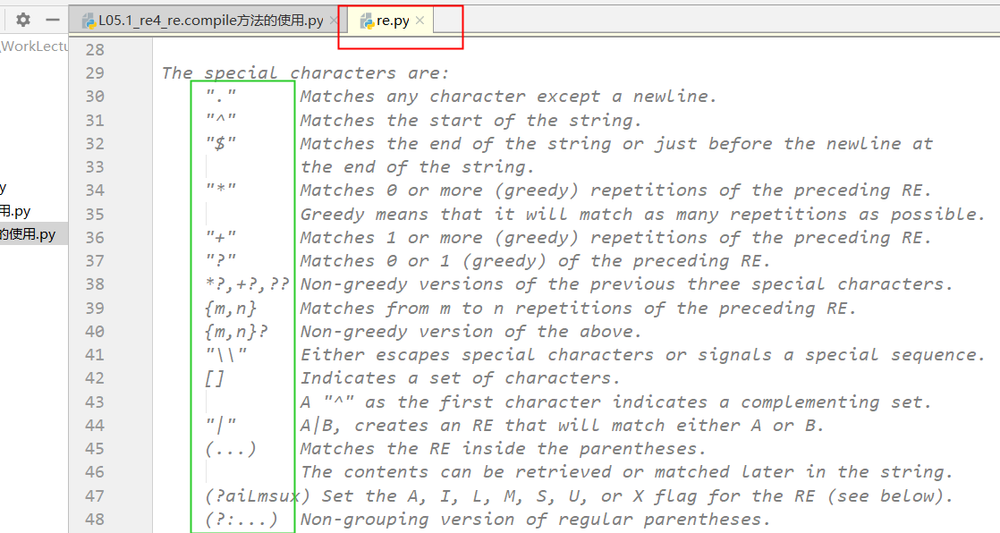 L05.1_re4_re.compile方法的使用.py re.py
\WorkLectu
28
29 The special characters are:
30 "." Matches any character except a newline.
31 "^" Matches the start of the string.
32 "$" Matches the end of the string or just before the newline at
33 the end of the string.
34 "*" Matches 0 or more (greedy) repetitions of the preceding RE.
35 Greedy means that it will match as many repetitions as possible.
36 "+" Matches 1 or more (greedy) repetitions of the preceding RE.
37 "?" Matches 0 or 1 (greedy) of the preceding RE.
38 *?,+?,?? Non-greedy versions of the previous three special characters.
39 {m,n} Matches from m to n repetitions of the preceding RE.
40 {m,n}? Non-greedy version of the above.
41 "\\" Either escapes special characters or signals a special sequence.
42 [] Indicates a set of characters.
43 A "^" as the first character indicates a complementing set.
44 "|" A|B, creates an RE that will match either A or B.
45 (...) Matches the RE inside the parentheses.
46 The contents can be retrieved or matched later in the string.
47 (?aiLmsux) Set the A, I, L, M, S, U, or X flag for the RE (see below).
48 (?:...) Non-grouping version of regular parentheses.
y
用.py
的使用.py